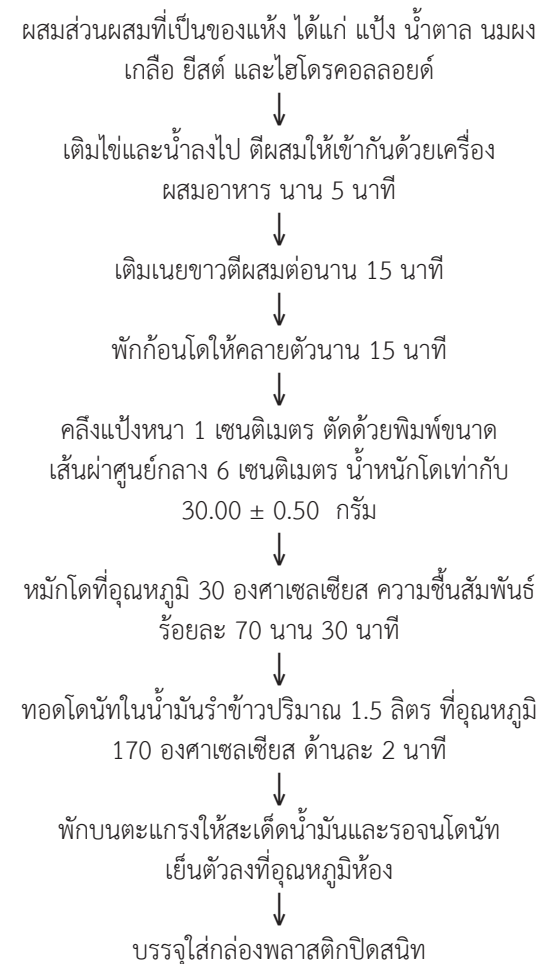 ผสมส่วนผสมที่เป็นของแห้ง ได้แก่ แป้ง น้ำตาล นมผง
เกลือ ยีสต์ และไฮโดรคอลลอยด์
↓
เติมไข่และน้ำลงไป ตีผสมให้เข้ากันด้วยเครื่อง
ผสมอาหาร นาน 5 นาที
↓
เติมเนยขาวตีผสมต่อนาน 15 นาที
↓
พักก้อนโดให้คลายตัวนาน 15 นาที
↓
คลึงแป้งหนา 1 เซนติเมตร ตัดด้วยพิมพ์ขนาด
เส้นผ่าศูนย์กลาง 6 เซนติเมตร น้ำหนักโดเท่ากับ
30.00 ± 0.50 กรัม
↓
หมักโดที่อุณหภูมิ 30 องศาเซลเซียส ความชื้นสัมพันธ์
ร้อยละ 70 นาน 30 นาที
↓
ทอดโดนัทในน้ำมันรำข้าวปริมาณ 1.5 ลิตร ที่อุณหภูมิ
170 องศาเซลเซียส ด้านละ 2 นาที
↓
พักบนตะแกรงให้สะเด็ดน้ำมันและรอจนโดนัท
เย็นตัวลงที่อุณหภูมิห้อง
↓
บรรจุใส่กล่องพลาสติกปิดสนิท